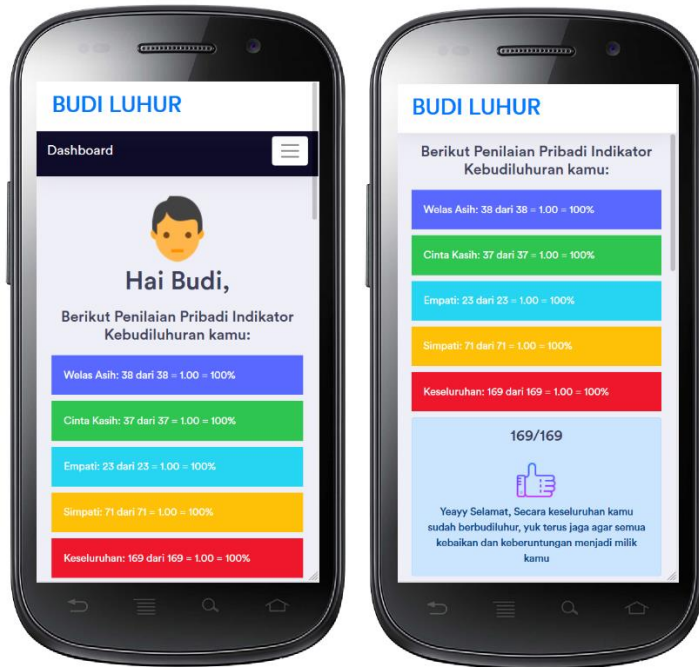 BUDI LUHUR
Dashboard
Hai Budi,
Berikut Penilaian Pribadi Indikator
Kebudiluhuran kamu:
Welas Asih: 38 dari 38 = 1.00 = 100%
Cinta Kasih: 37 dari 37 = 1.00 = 100%
Empati: 23 dari 23 = 1.00 = 100%
Simpati: 71 dari 71 = 1.00 = 100%
Keseluruhan: 169 dari 169 = 1.00 = 100%
BUDI LUHUR
Berikut Penilaian Pribadi Indikator
Kebudiluhuran kamu:
Welas Asih: 38 dari 38 = 1.00 = 100%
Cinta Kasih: 37 dari 37 = 1.00 = 100%
Empati: 23 dari 23 = 1.00 = 100%
Simpati: 71 dari 71 = 1.00 = 100%
Keseluruhan: 169 dari 169 = 1.00 = 100%
169/169
Yeayy Selamat, Secara keseluruhan kamu
sudah berbudiluhur, yuk terus jaga agar semua
kebaikan dan keberuntungan menjadi milik
kamu